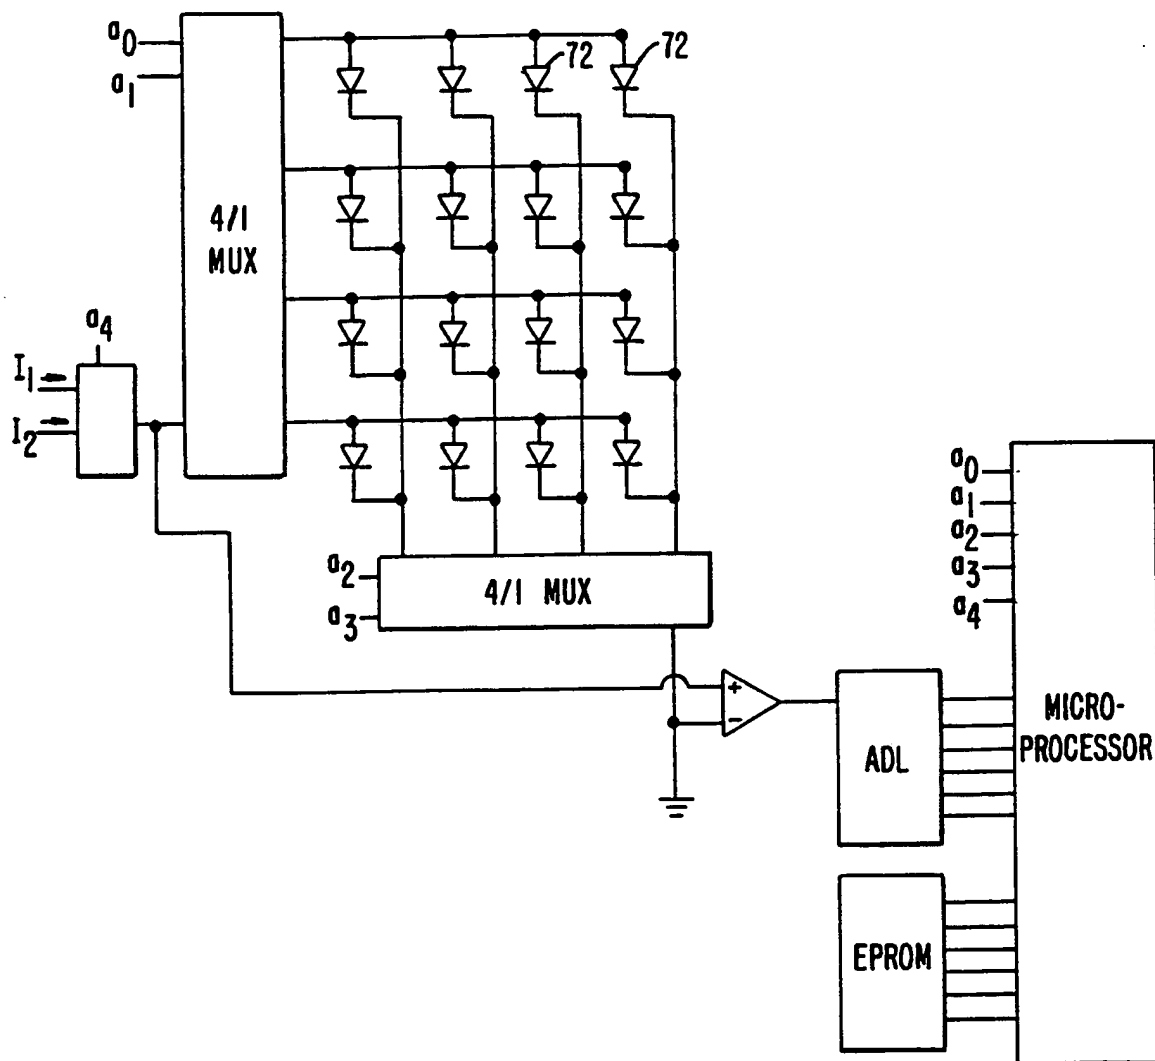 a0
a1
72
72
4/1
MUX
a4
I1
I2
a2
a3
4/1 MUX
+
−
ADL
a0
a1
a2
a3
a4
MICRO-
PROCESSOR
EPROM